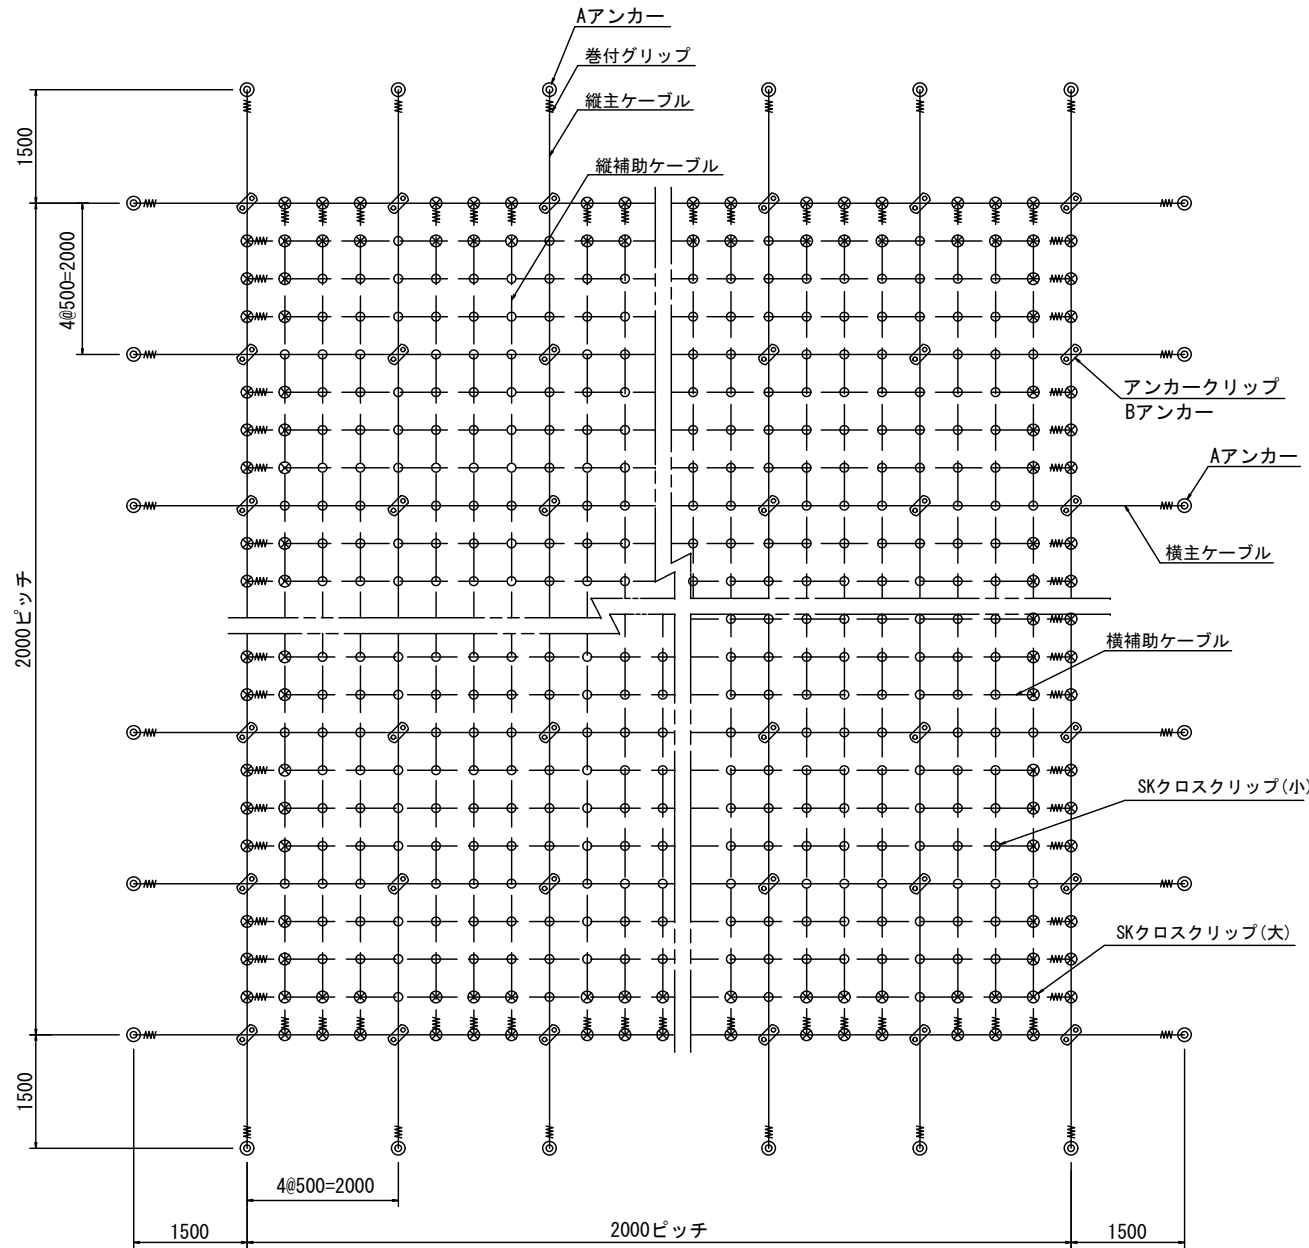 Aアンカー
巻付グリップ
縦主ケーブル
縦補助ケーブル
1500
4@500=2000
アンカークリップ
Bアンカー
Aアンカー
横主ケーブル
2000ピッチ
横補助ケーブル
SKクロスクリップ(小)
SKクロスクリップ(大)
1500
4@500=2000
1500
2000ピッチ
1500